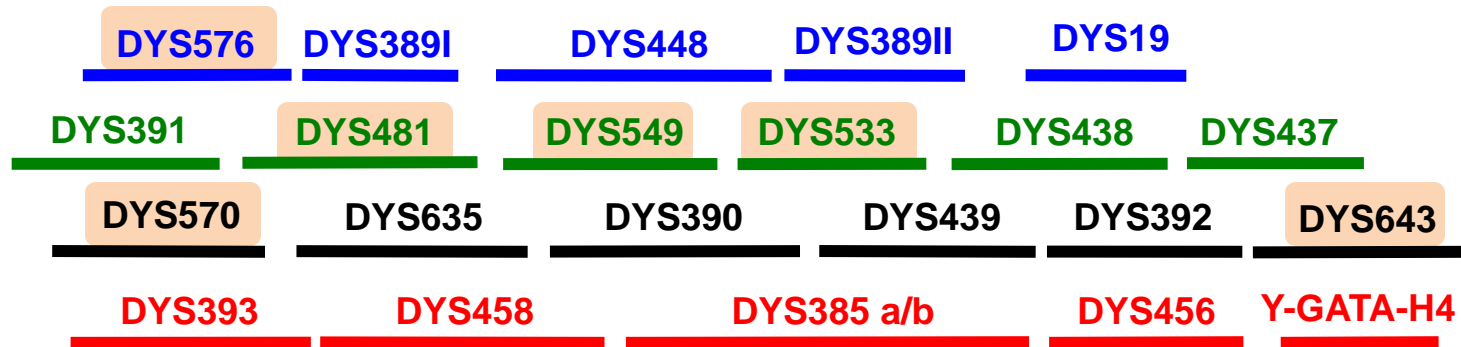 DYS576 DYS389I DYS448 DYS389II DYS19
DYS391 DYS481 DYS549 DYS533 DYS438 DYS437
DYS570 DYS635 DYS390 DYS439 DYS392 DYS643
DYS393 DYS458 DYS385 a/b DYS456 Y-GATA-H4